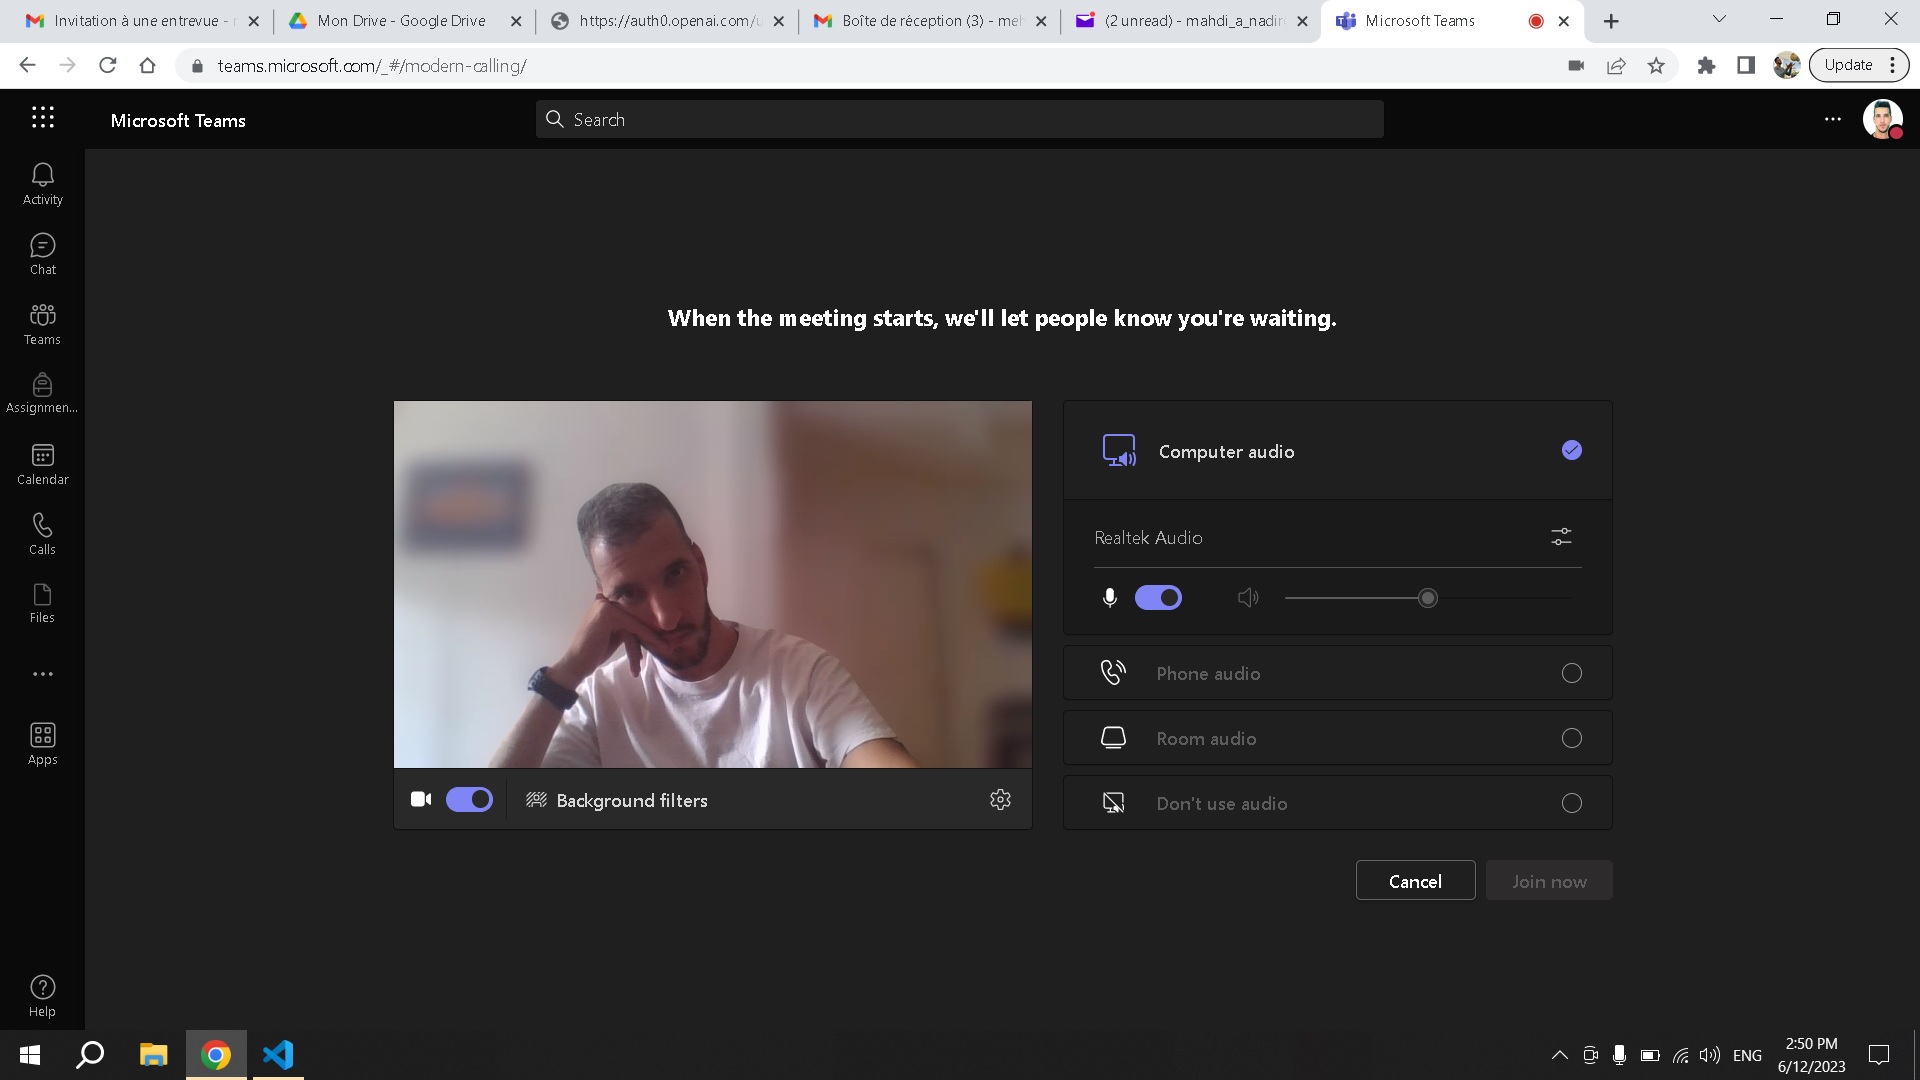 Invitation à une entrevue -
Mon Drive - Google Drive
https://auth0.openai.com/u
Boîte de réception (3) - meh
(2 unread) - mahdi_a_nadir
Microsoft Teams
teams.microsoft.com/_#/modern-calling/
Update
Microsoft Teams
Search
Activity
Chat
Teams
Assignmen...
Calendar
Calls
Files
Apps
Help
When the meeting starts, we'll let people know you're waiting.
Background filters
Computer audio
Realtek Audio
Phone audio
Room audio
Don't use audio
Cancel
Join now
ENG
2:50 PM
6/12/2023